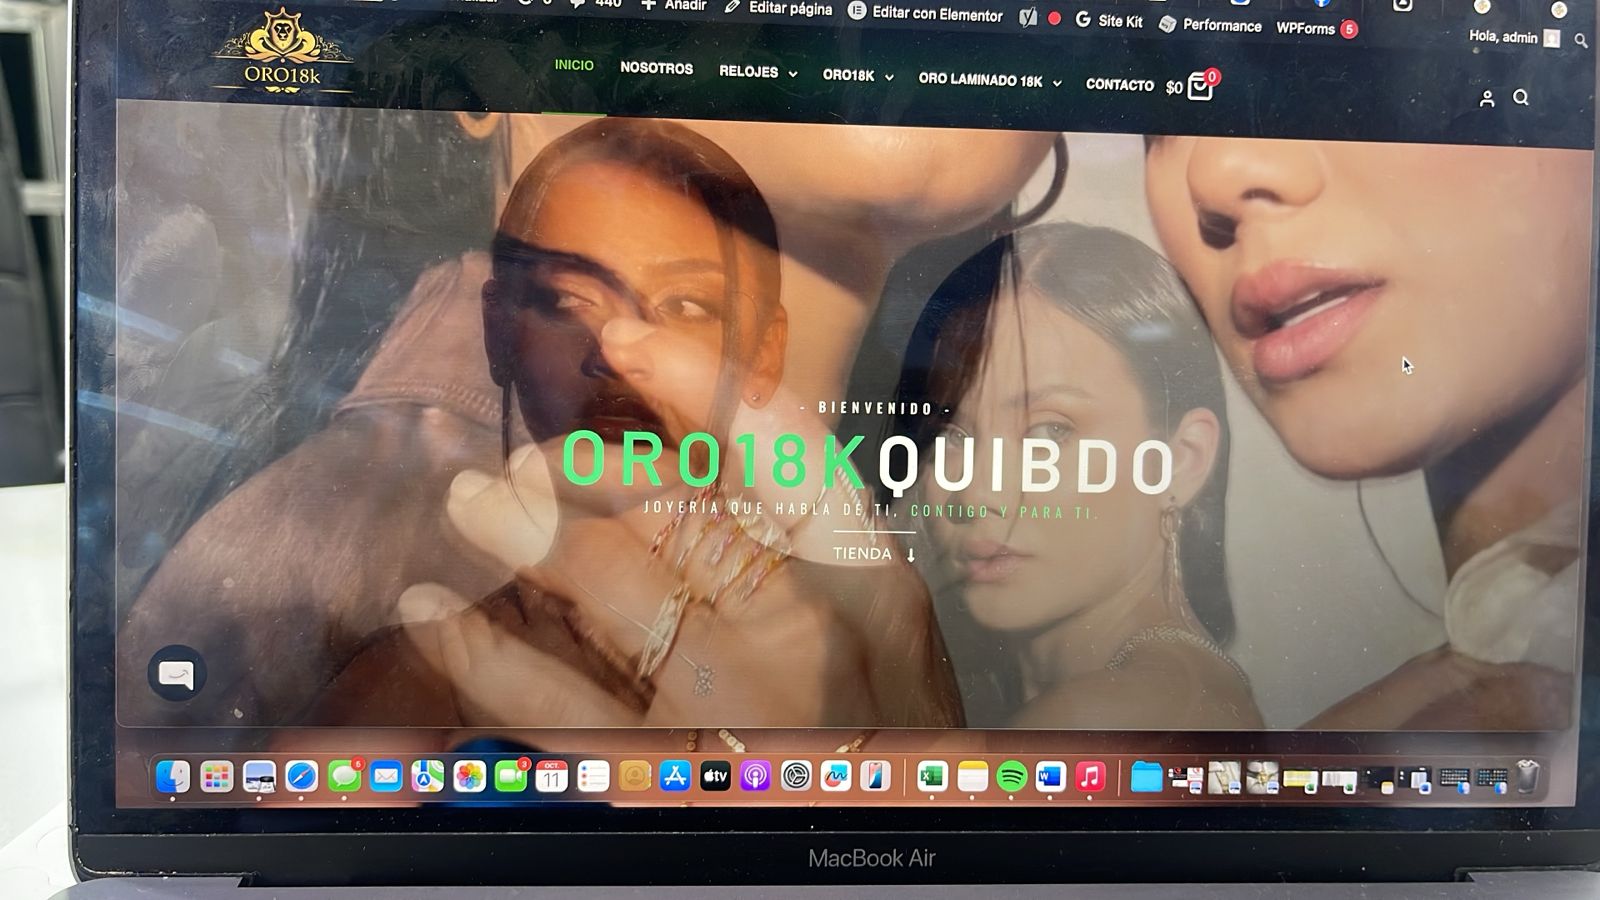 0
440
Añadir
Editar página
Editar con Elementor
Site Kit
Performance
WPForms 5
Hola, admin
ORO18k
INICIO
NOSOTROS
RELOJES
ORO18K
ORO LAMINADO 18K
CONTACTO
$0
0
- BIENVENIDO -
ORO18KQUIBDO
JOYERÍA QUE HABLA DE TI, CONTIGO Y PARA TI.
TIENDA
3
OCT.
11
tv
MacBook Air